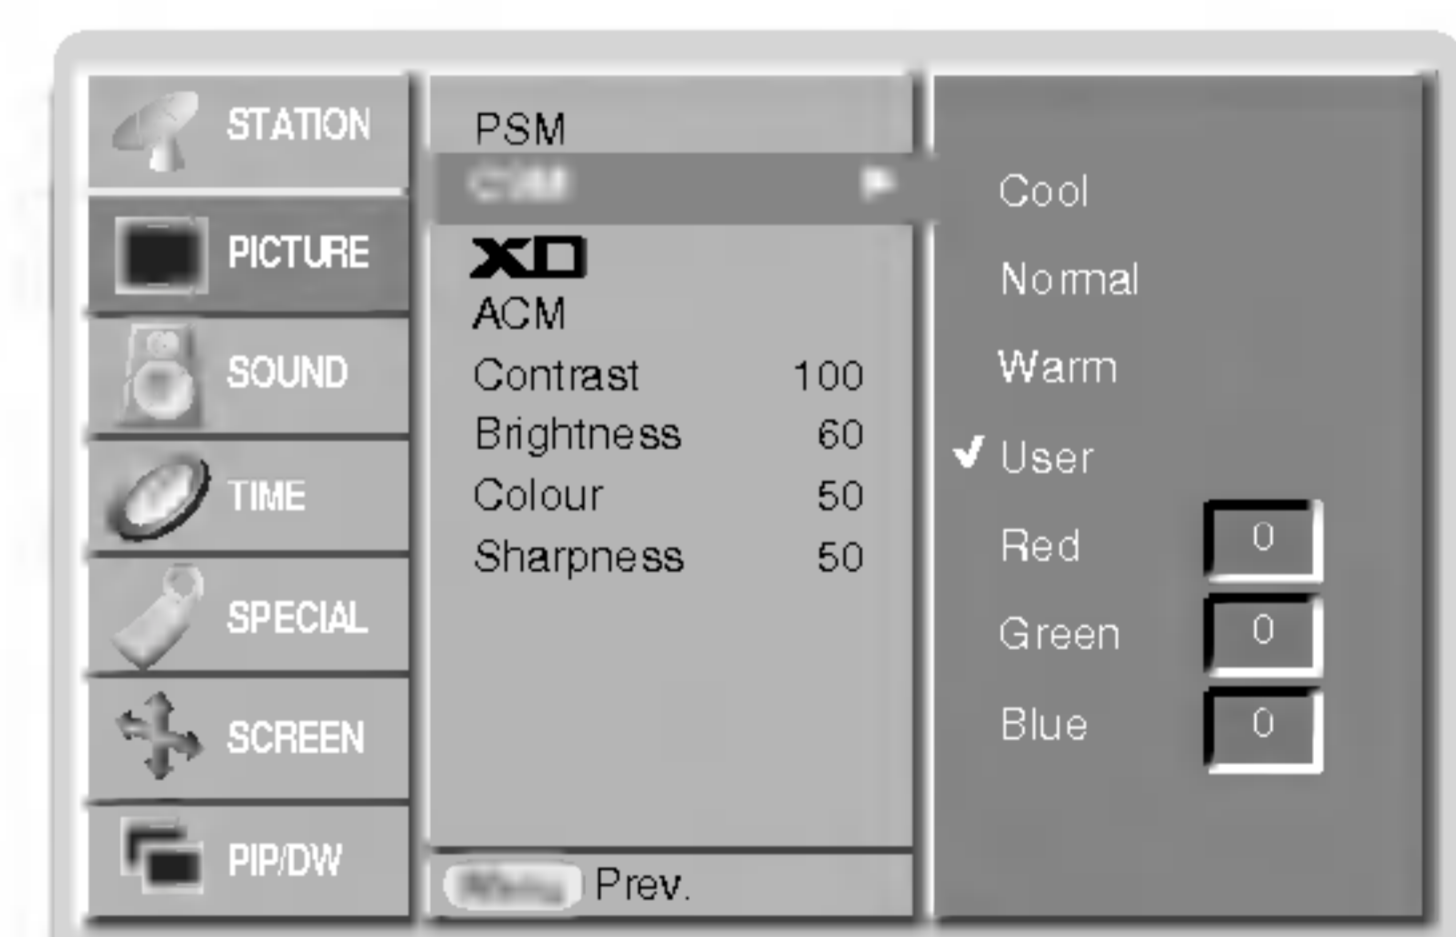 STATION
PICTURE
SOUND
TIME
SPECIAL
SCREEN
PIP/DW
PSM
XD
ACM
Contrast 100
Brightness 60
Colour 50
Sharpness 50
Prev.
Cool
Normal
Warm
✔ User
Red 0
Green 0
Blue 0